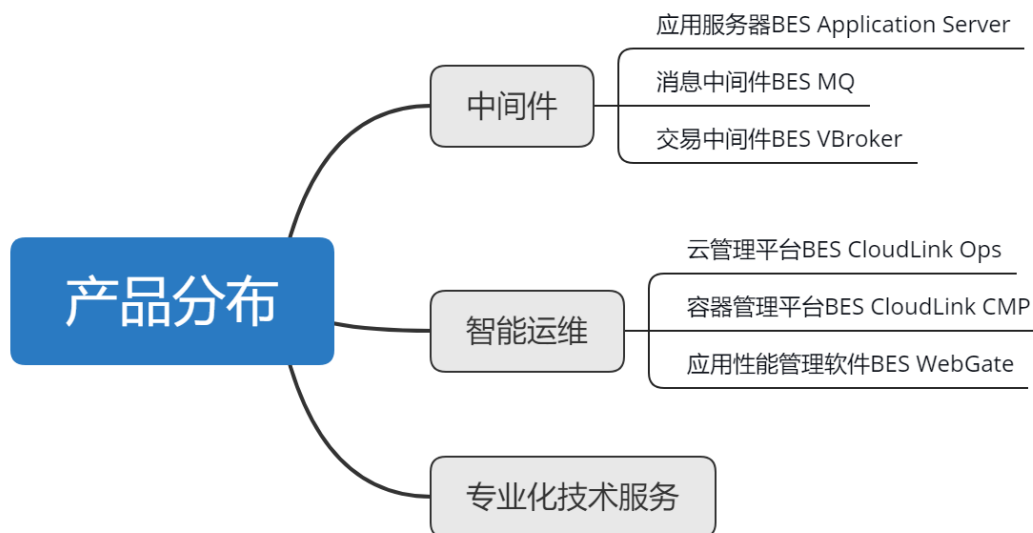 产品分布
中间件
应用服务器BES Application Server
消息中间件BES MQ
交易中间件BES VBroker
智能运维
云管理平台BES CloudLink Ops
容器管理平台BES CloudLink CMP
应用性能管理软件BES WebGate
专业化技术服务